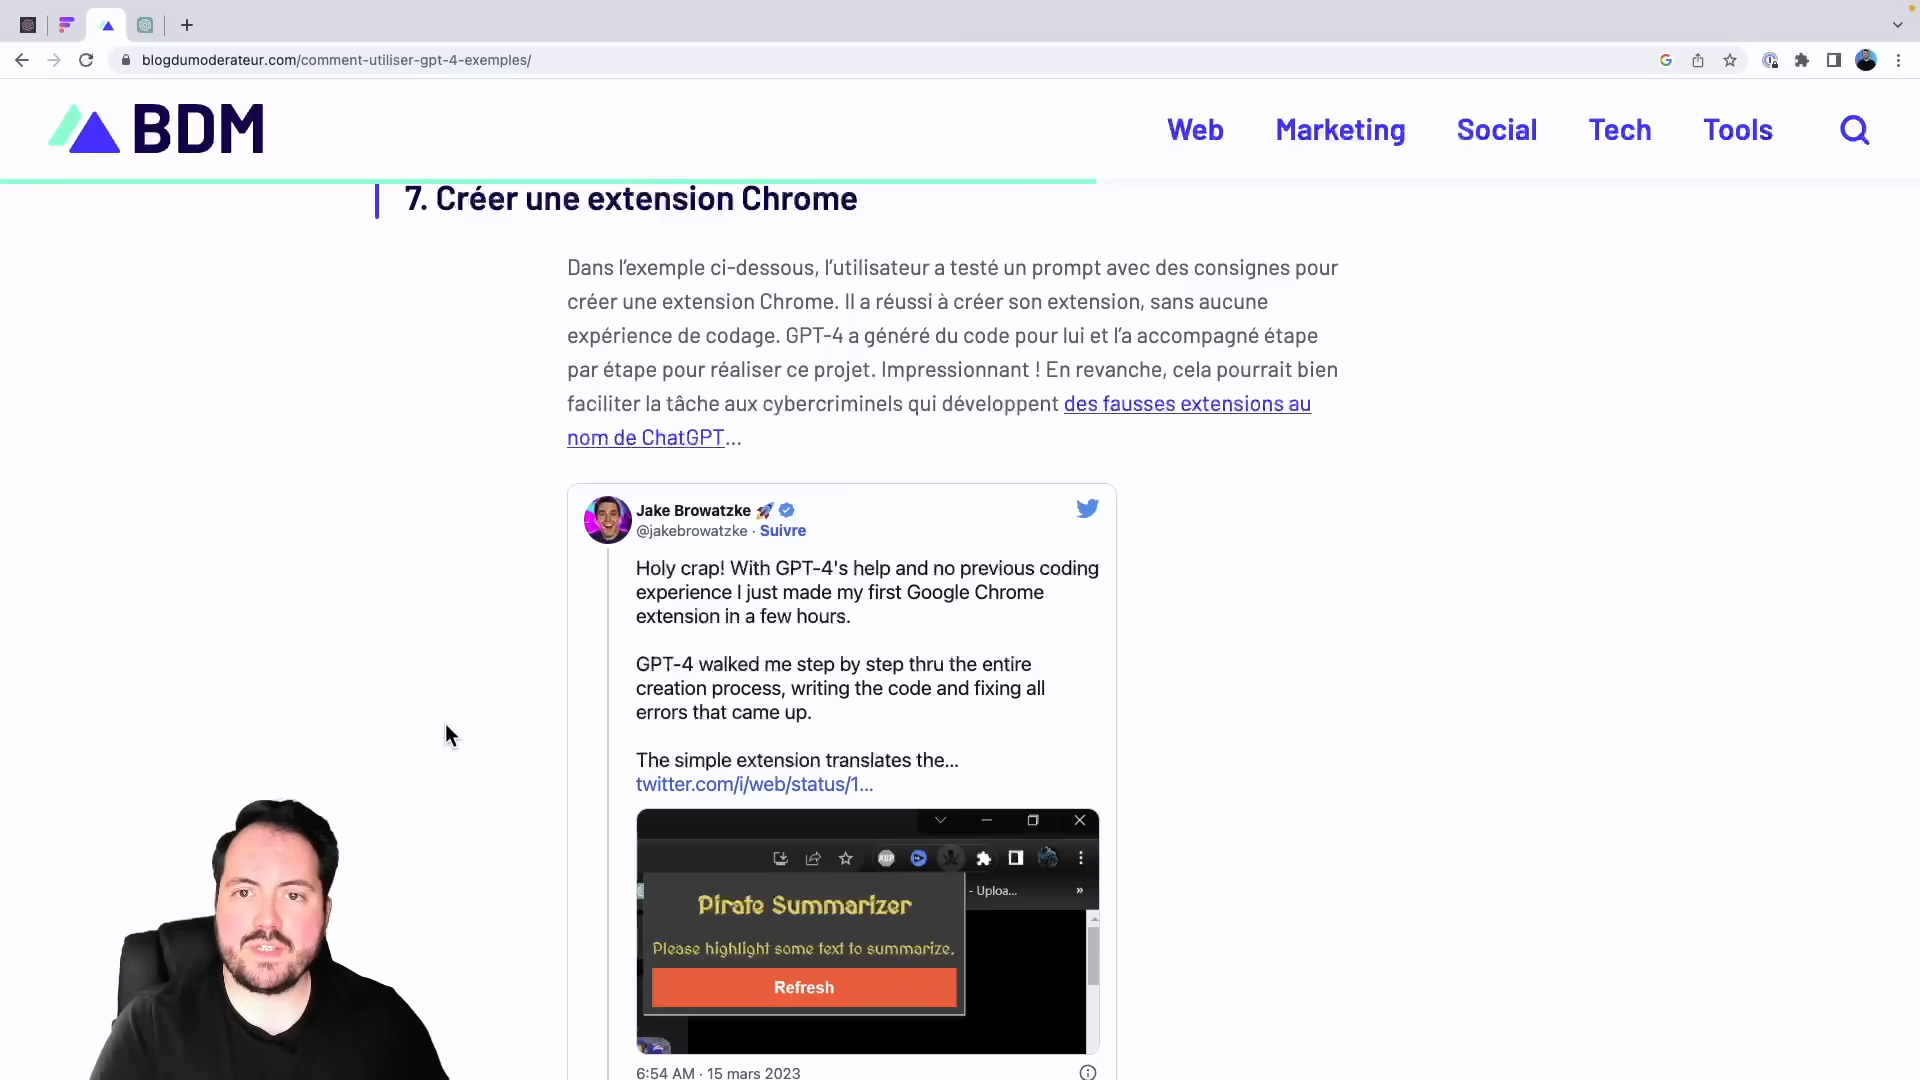 blogdumoderateur.com/comment-utiliser-gpt-4-exemples/
BDM
Web
Marketing
Social
Tech
Tools
7. Créer une extension Chrome
Dans l’exemple ci-dessous, l’utilisateur a testé un prompt avec des consignes pour
créer une extension Chrome. Il a réussi à créer son extension, sans aucune
expérience de codage. GPT-4 a généré du code pour lui et l’a accompagné étape
par étape pour réaliser ce projet. Impressionnant ! En revanche, cela pourrait bien
faciliter la tâche aux cybercriminels qui développent des fausses extensions au
nom de ChatGPT…
Jake Browatzke 🚀
@jakebrowatzke · Suivre
Holy crap! With GPT-4's help and no previous coding
experience I just made my first Google Chrome
extension in a few hours.
GPT-4 walked me step by step thru the entire
creation process, writing the code and fixing all
errors that came up.
The simple extension translates the…
twitter.com/i/web/status/1…
- Uploa...
Pirate Summarizer
Please highlight some text to summarize.
Refresh
6:54 AM · 15 mars 2023